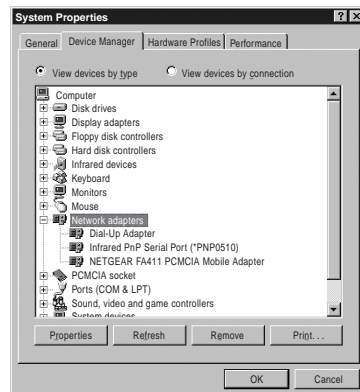 System Properties
General Device Manager Hardware Profiles Performance
View devices by type View devices by connection
Computer
Disk drives
Display adapters
Floppy disk controllers
Hard disk controllers
Infrared devices
Keyboard
Monitors
Mouse
Network adapters
Dial-Up Adapter
Infrared PnP Serial Port (*PNP0510)
NETGEAR FA411 PCMCIA Mobile Adapter
PCMCIA socket
Ports (COM & LPT)
Sound, video and game controllers
System devices
Properties Refresh Remove Print. . .
OK Cancel